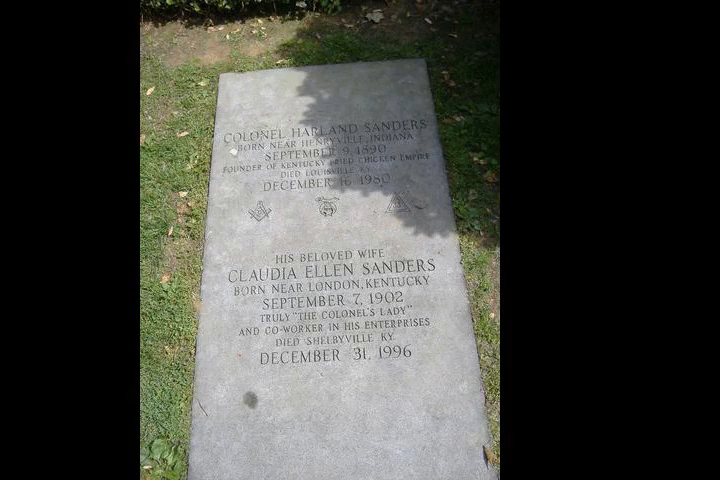 COLONEL HARLAND SANDERS
BORN NEAR HENRYVILLE, INDIANA
SEPTEMBER 9, 1890
FOUNDER OF KENTUCKY FRIED CHICKEN EMPIRE
DIED LOUISVILLE KY.
DECEMBER 16 1980
HIS BELOVED WIFE
CLAUDIA ELLEN SANDERS
BORN NEAR LONDON, KENTUCKY
SEPTEMBER 7, 1902
TRULY "THE COLONEL'S LADY"
AND CO-WORKER IN HIS ENTERPRISES
DIED SHELBYVILLE KY.
DECEMBER 31, 1996